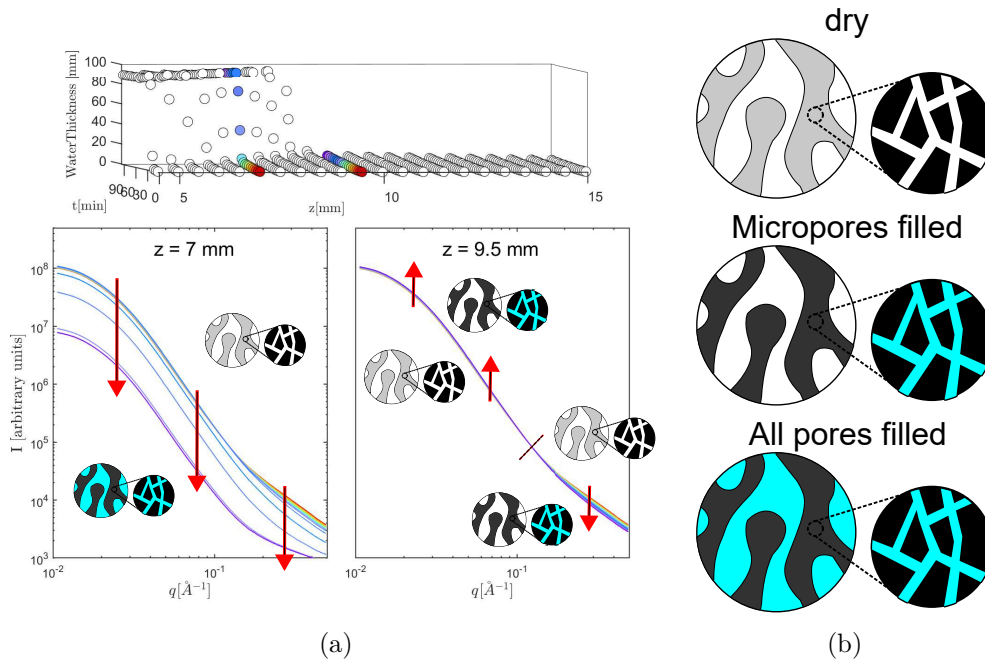 100
80
60
40
20
0
WaterThickness [mm]
90 60 30 0
t[min]
5
10
15
z[mm]
z = 7 mm
z = 9.5 mm
10^8
10^7
10^6
10^5
10^4
10^3
I [arbitrary units]
10^-2
10^-1
q[Å^-1]
10^-2
10^-1
q[Å^-1]
(a)
dry
Micropores filled
All pores filled
(b)